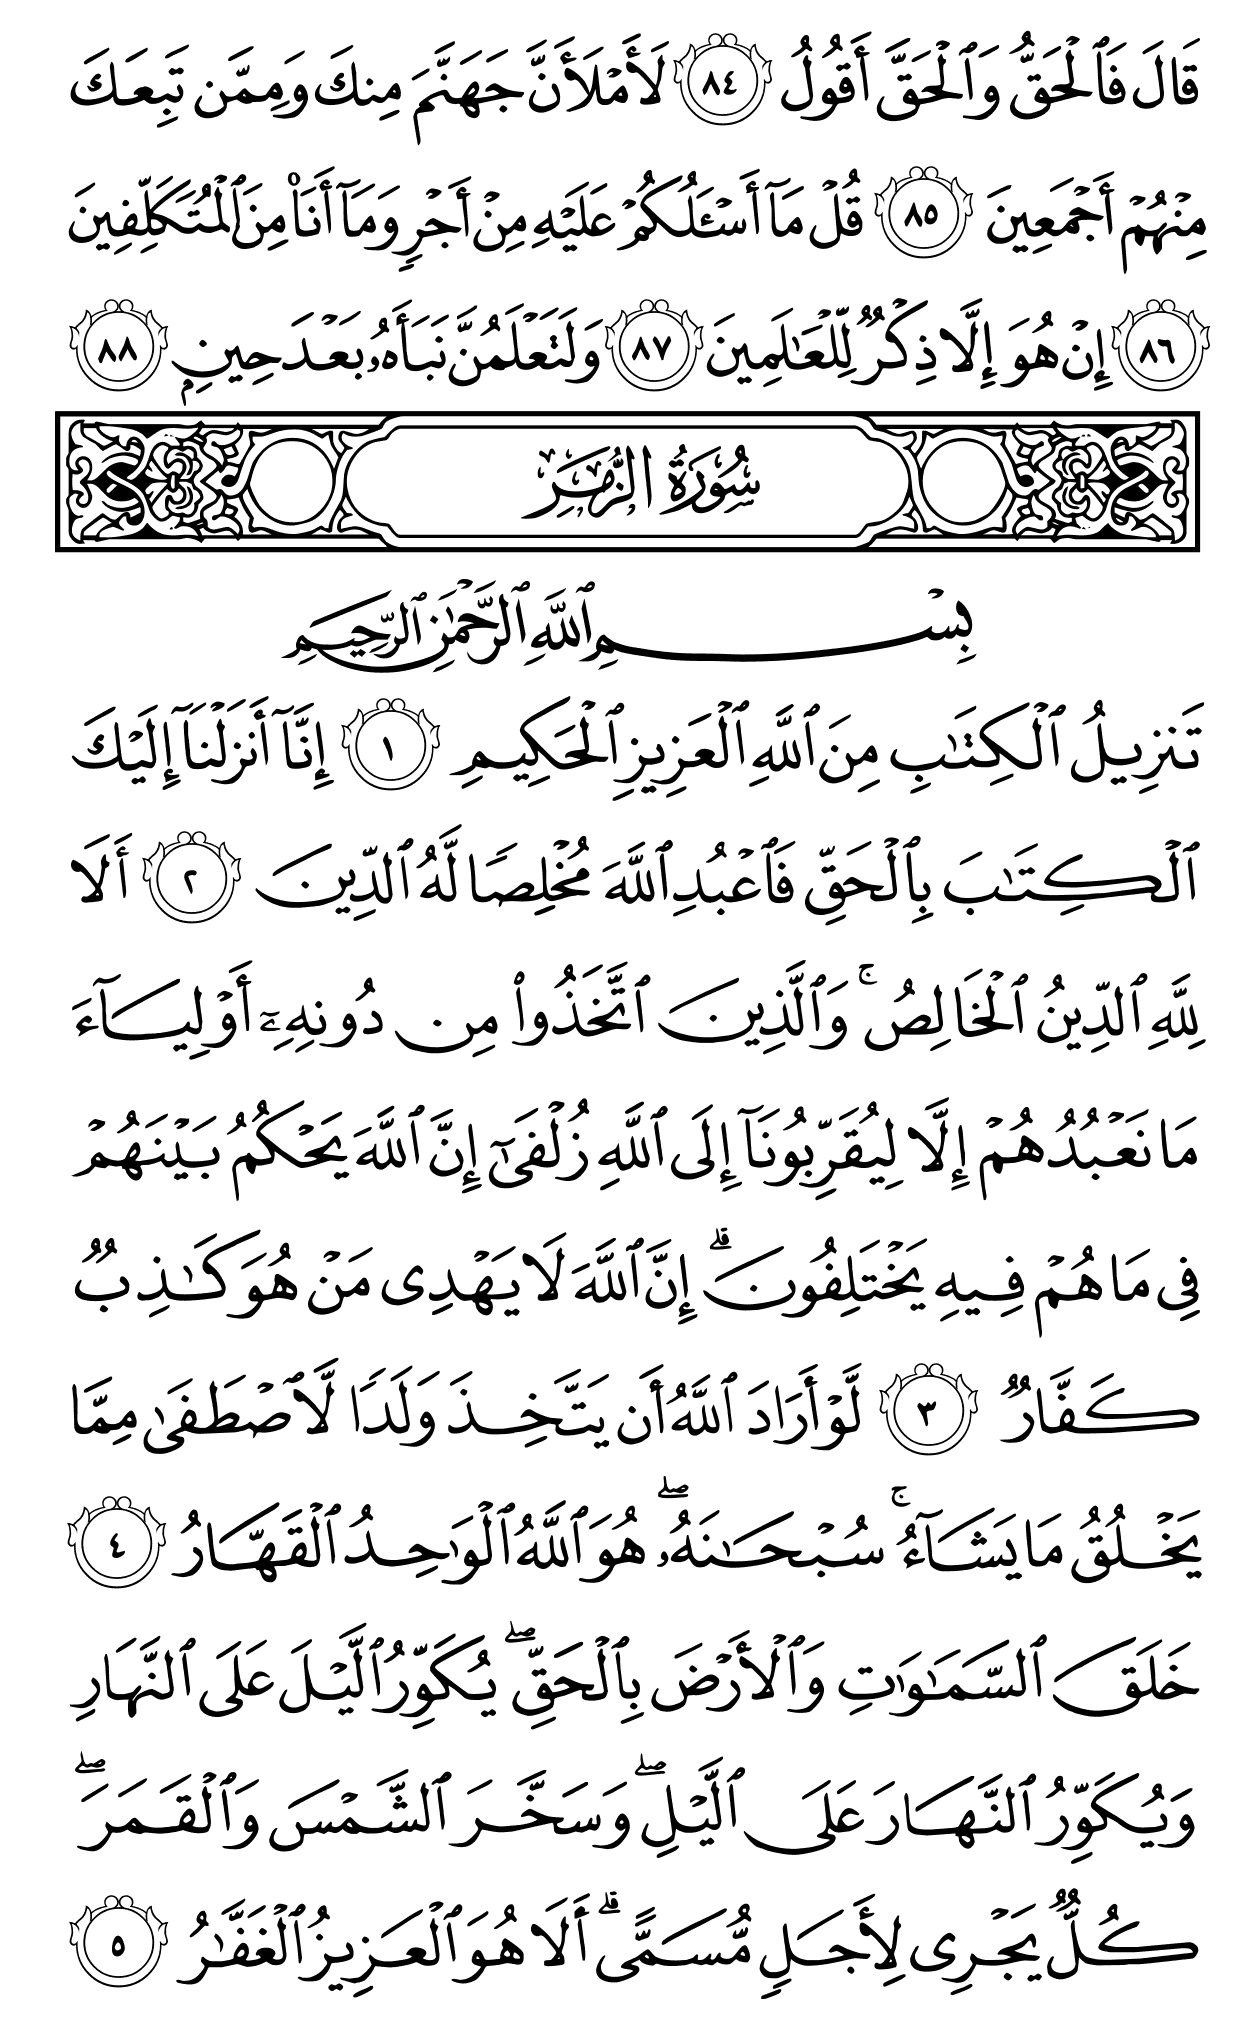 قَالَ فَٱلْحَقُّ وَٱلْحَقَّ أَقُولُ ٨٤ لَأَمْلَأَنَّ جَهَنَّمَ مِنكَ وَمِمَّن تَبِعَكَ
مِنْهُمْ أَجْمَعِينَ ٨٥ قُلْ مَآ أَسْـَٔلُكُمْ عَلَيْهِ مِنْ أَجْرٍ وَمَآ أَنَا۠ مِنَ ٱلْمُتَكَلِّفِينَ
٨٦ إِنْ هُوَ إِلَّا ذِكْرٌ لِّلْعَـٰلَمِينَ ٨٧ وَلَتَعْلَمُنَّ نَبَأَهُۥ بَعْدَ حِينٍۭ ٨٨
سُورَةُ الزُّمَرِ
بِسْمِ ٱللَّهِ ٱلرَّحْمَـٰنِ ٱلرَّحِيمِ
تَنزِيلُ ٱلْكِتَـٰبِ مِنَ ٱللَّهِ ٱلْعَزِيزِ ٱلْحَكِيمِ ١ إِنَّآ أَنزَلْنَآ إِلَيْكَ
ٱلْكِتَـٰبَ بِٱلْحَقِّ فَٱعْبُدِ ٱللَّهَ مُخْلِصًا لَّهُ ٱلدِّينَ ٢ أَلَا
لِلَّهِ ٱلدِّينُ ٱلْخَالِصُ ۚ وَٱلَّذِينَ ٱتَّخَذُوا۟ مِن دُونِهِۦٓ أَوْلِيَآءَ
مَا نَعْبُدُهُمْ إِلَّا لِيُقَرِّبُونَآ إِلَى ٱللَّهِ زُلْفَىٰٓ إِنَّ ٱللَّهَ يَحْكُمُ بَيْنَهُمْ
فِى مَا هُمْ فِيهِ يَخْتَلِفُونَ ۗ إِنَّ ٱللَّهَ لَا يَهْدِى مَنْ هُوَ كَـٰذِبٌ
كَفَّارٌ ٣ لَّوْ أَرَادَ ٱللَّهُ أَن يَتَّخِذَ وَلَدًا لَّٱصْطَفَىٰ مِمَّا
يَخْلُقُ مَا يَشَآءُ ۚ سُبْحَـٰنَهُۥ ۖ هُوَ ٱللَّهُ ٱلْوَٰحِدُ ٱلْقَهَّارُ ٤
خَلَقَ ٱلسَّمَـٰوَٰتِ وَٱلْأَرْضَ بِٱلْحَقِّ ۖ يُكَوِّرُ ٱلَّيْلَ عَلَى ٱلنَّهَارِ
وَيُكَوِّرُ ٱلنَّهَارَ عَلَى ٱلَّيْلِ ۖ وَسَخَّرَ ٱلشَّمْسَ وَٱلْقَمَرَ ۖ
كُلٌّ يَجْرِى لِأَجَلٍ مُّسَمًّى ۗ أَلَا هُوَ ٱلْعَزِيزُ ٱلْغَفَّـٰرُ ٥